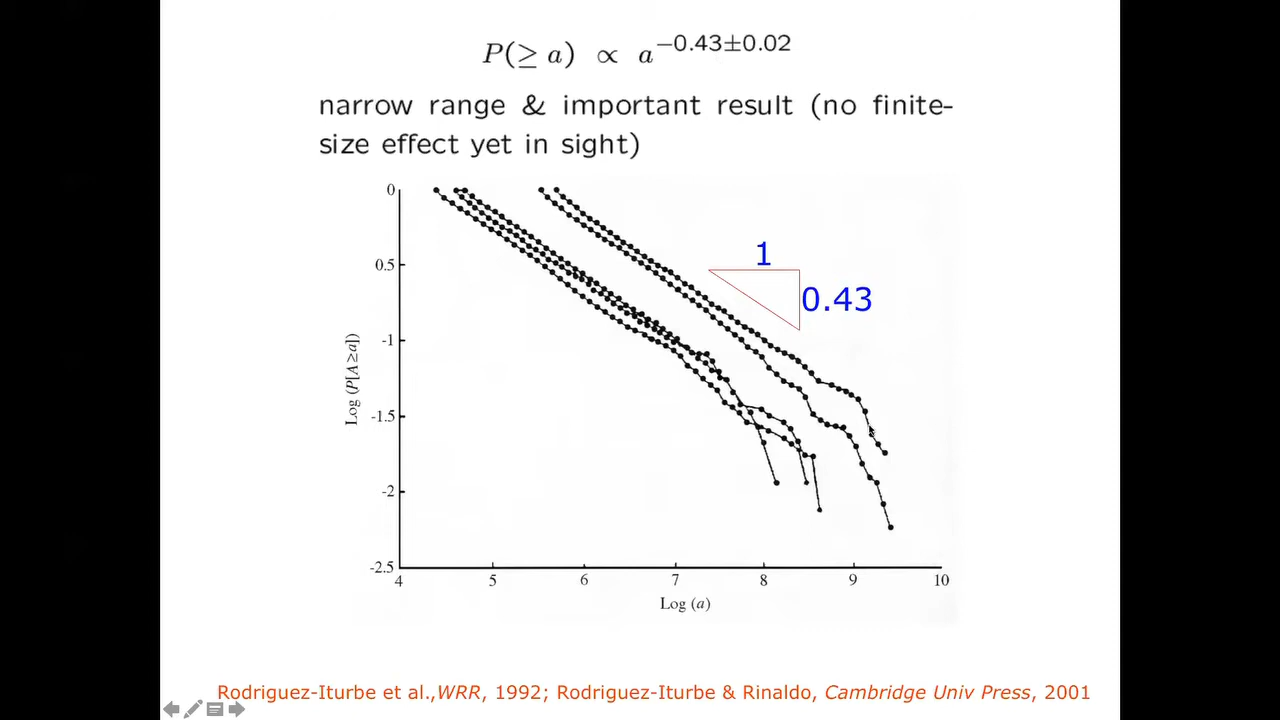 P(≥ a) ∝ a^−0.43±0.02
narrow range & important result (no finite-
size effect yet in sight)
0
0.5
-1
-1.5
-2
-2.5
Log (P[A≥a])
1
0.43
4 5 6 7 8 9 10
Log (a)
Rodriguez-Iturbe et al.,WRR, 1992; Rodriguez-Iturbe & Rinaldo, Cambridge Univ Press, 2001